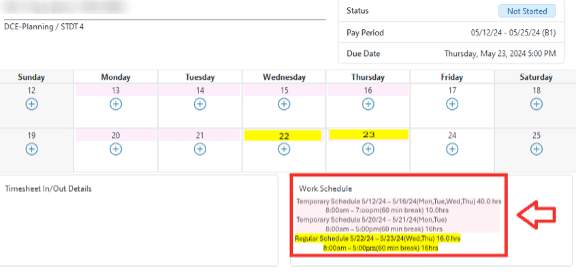 DCE-Planning / STDT 4
Status Not Started
Pay Period 05/12/24 - 05/25/24 (B1)
Due Date Thursday, May 23, 2024 5:00 PM
Sunday Monday Tuesday Wednesday Thursday Friday Saturday
12 13 14 15 16 17 18
19 20 21 22 23 24 25
Timesheet In/Out Details
Work Schedule
Temporary Schedule 5/12/24 - 5/16/24(Mon,Tue,Wed,Thu) 40.0 hrs
8:00am - 7:00pm(60 min break) 10.0hrs
Temporary Schedule 5/20/24 - 5/21/24(Mon,Tue)
8:00am - 5:00pm(60 min break) 16hrs
Regular Schedule 5/22/24 - 5/23/24(Wed,Thu) 16.0 hrs
8:00am - 5:00pm(60 min break) 16hrs